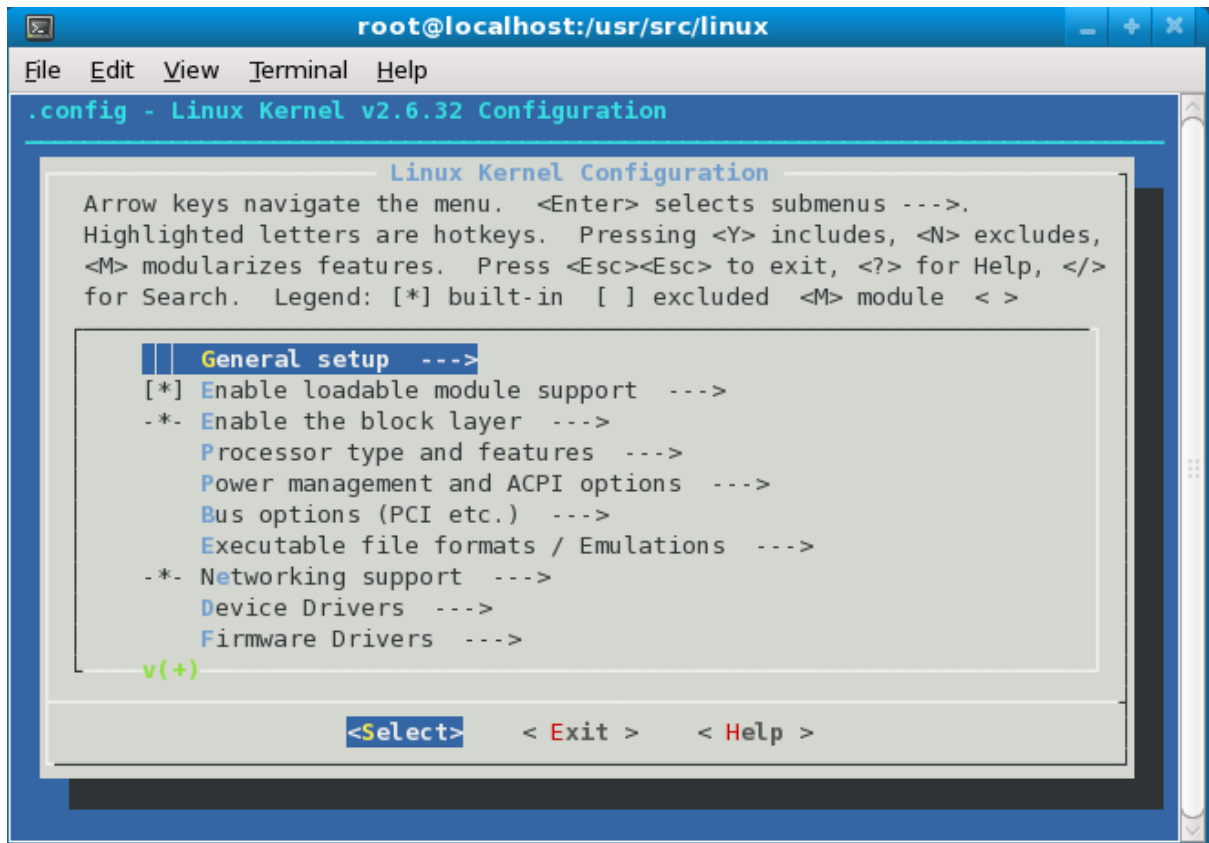 root@localhost:/usr/src/linux
File Edit View Terminal Help
.config - Linux Kernel v2.6.32 Configuration
Linux Kernel Configuration
Arrow keys navigate the menu.  <Enter> selects submenus --->.
Highlighted letters are hotkeys.  Pressing <Y> includes, <N> excludes,
<M> modularizes features.  Press <Esc><Esc> to exit, <?> for Help, </>
for Search.  Legend: [*] built-in  [ ] excluded  <M> module  < >
General setup  --->
[*] Enable loadable module support  --->
-*- Enable the block layer  --->
Processor type and features  --->
Power management and ACPI options  --->
Bus options (PCI etc.)  --->
Executable file formats / Emulations  --->
-*- Networking support  --->
Device Drivers  --->
Firmware Drivers  --->
v(+)
<Select>    < Exit >    < Help >